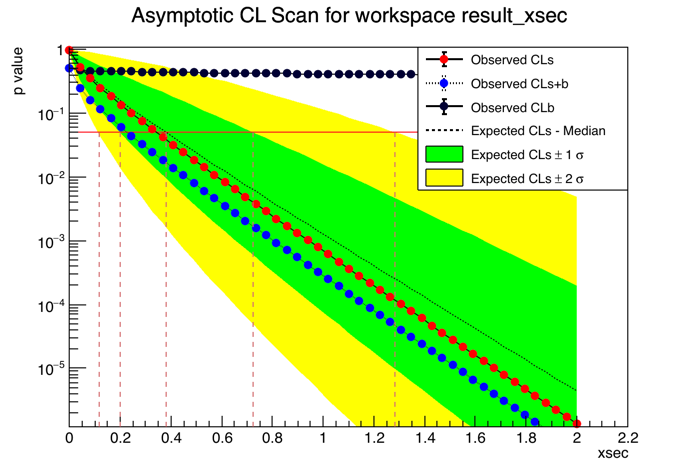 Asymptotic CL Scan for workspace result_xsec
p value
1
Observed CLs
Observed CLs+b
Observed CLb
Expected CLs - Median
Expected CLs ± 1 σ
Expected CLs ± 2 σ
10⁻¹
10⁻²
10⁻³
10⁻⁴
10⁻⁵
0 0.2 0.4 0.6 0.8 1 1.2 1.4 1.6 1.8 2 2.2
xsec